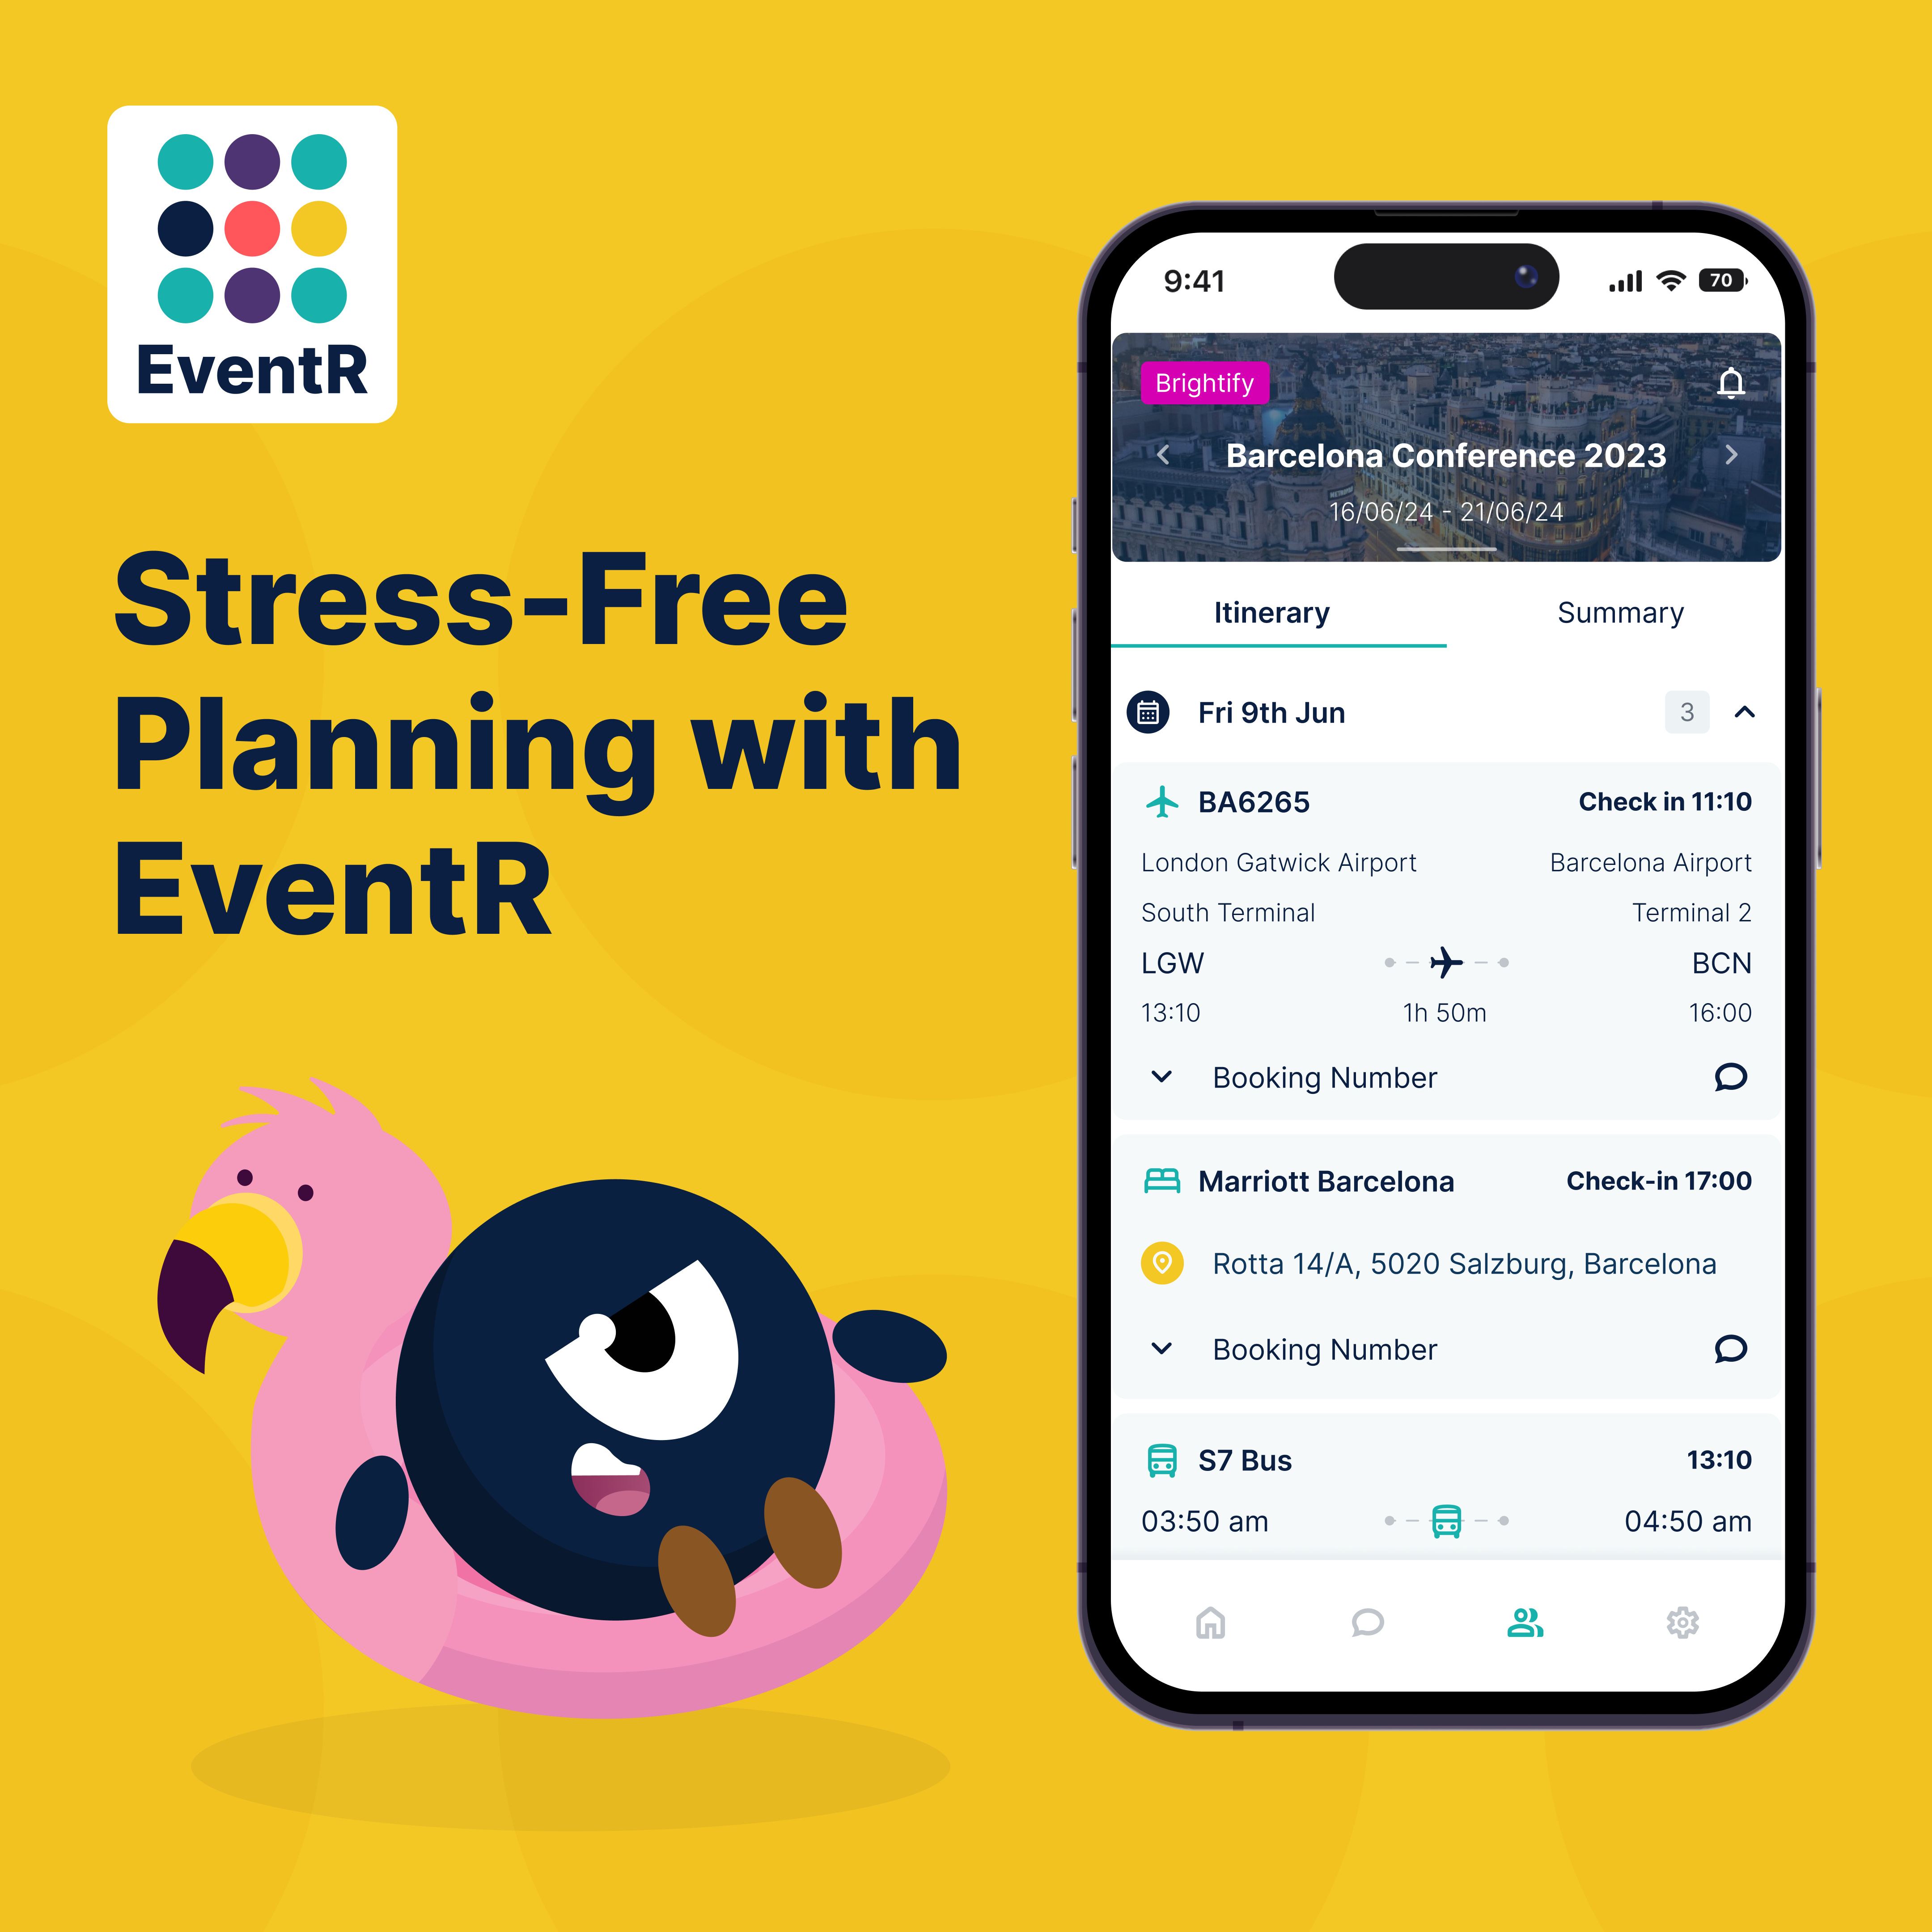 EventR
Stress-Free
Planning with
EventR
9:41
70
Brightify
Barcelona Conference 2023
16/06/24 - 21/06/24
Itinerary Summary
Fri 9th Jun 3
BA6265 Check in 11:10
London Gatwick Airport Barcelona Airport
South Terminal Terminal 2
LGW BCN
13:10 1h 50m 16:00
Booking Number
Marriott Barcelona Check-in 17:00
Rotta 14/A, 5020 Salzburg, Barcelona
Booking Number
S7 Bus 13:10
03:50 am 04:50 am